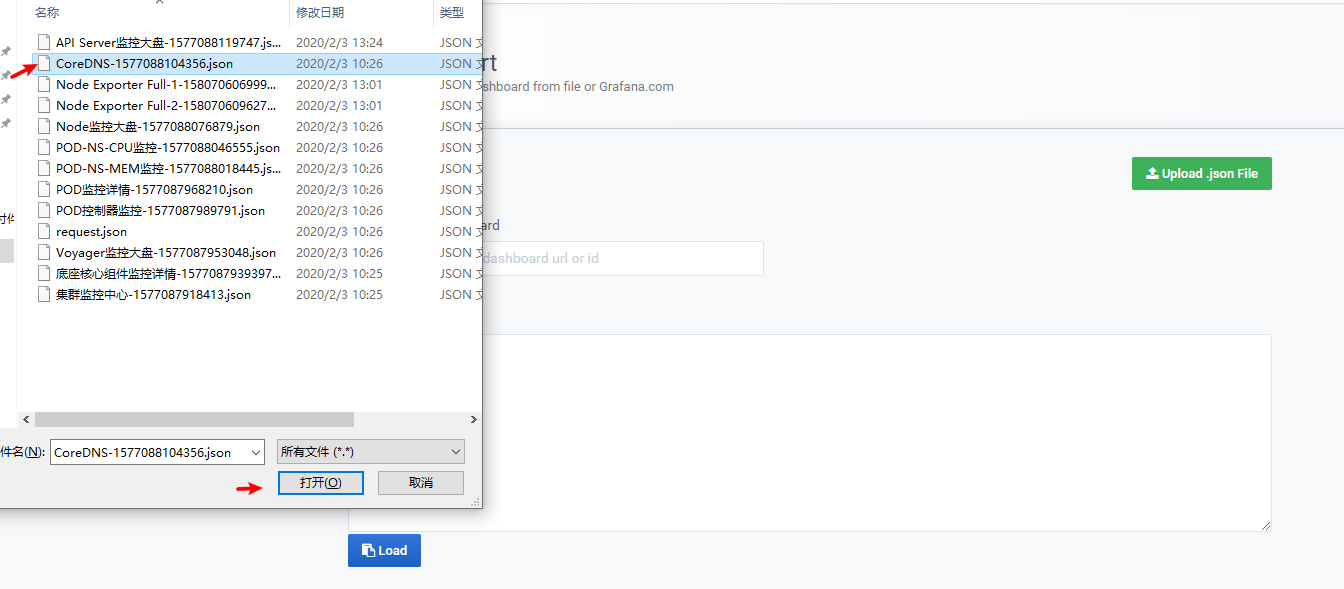 名称 修改日期 类型
API Server监控大盘-1577088119747.js... 2020/2/3 13:24 JSON 文
CoreDNS-1577088104356.json 2020/2/3 10:26 JSON 文
Node Exporter Full-1-158070606999... 2020/2/3 13:01 JSON 文
Node Exporter Full-2-158070609627... 2020/2/3 13:01 JSON 文
Node监控大盘-1577088076879.json 2020/2/3 10:26 JSON 文
POD-NS-CPU监控-1577088046555.json 2020/2/3 10:26 JSON 文
POD-NS-MEM监控-1577088018445.js... 2020/2/3 10:26 JSON 文
POD监控详情-1577087968210.json 2020/2/3 10:26 JSON 文
POD控制器监控-1577087989791.json 2020/2/3 10:26 JSON 文
request.json 2020/2/3 10:26 JSON 文
Voyager监控大盘-1577087953048.json 2020/2/3 10:26 JSON 文
底座核心组件监控详情-1577087939397... 2020/2/3 10:25 JSON 文
集群监控中心-1577087918413.json 2020/2/3 10:25 JSON 文
件名(N): CoreDNS-1577088104356.json 所有文件 (*.*)
打开(O) 取消
rt
shboard from file or Grafana.com
Upload .json File
ard
dashboard url or id
Load